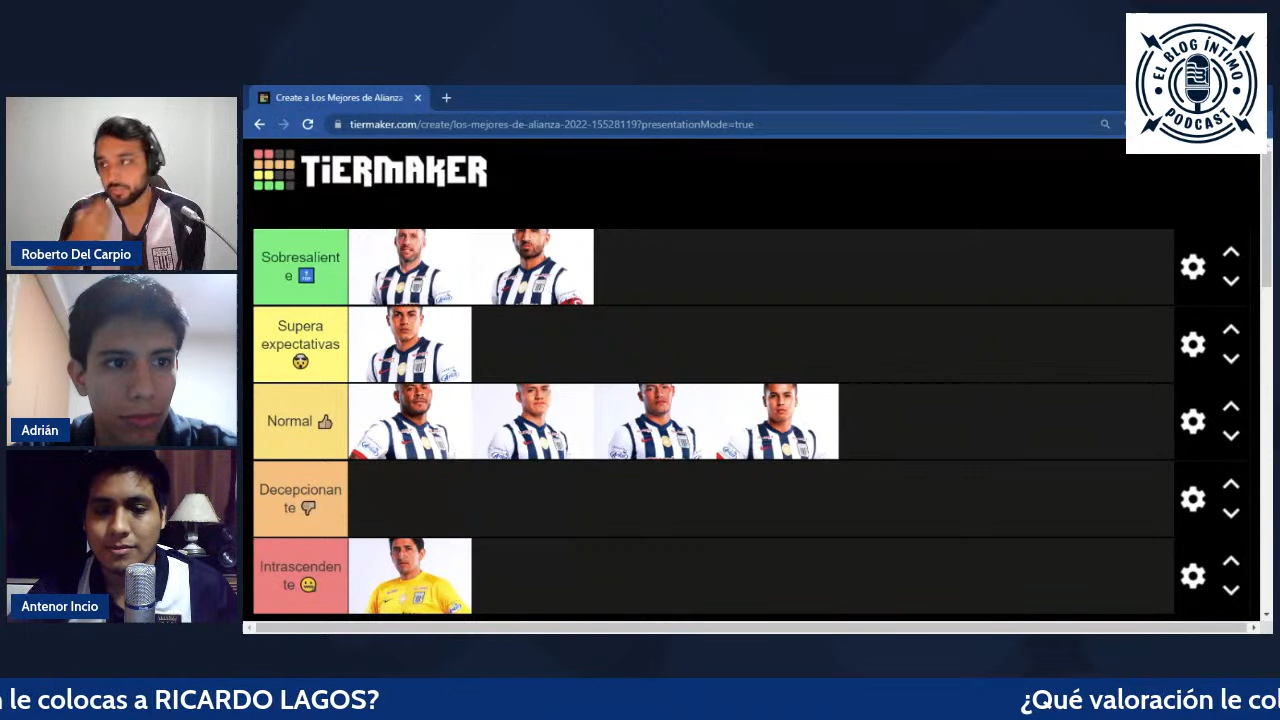 EL BLOG ÍNTIMO
PODCAST
Create a Los Mejores de Alianza
tiermaker.com/create/los-mejores-de-alianza-2022-15528119?presentationMode=true
TiERMAKER
Roberto Del Carpio
Adrián
Antenor Incio
Sobresalient
e
TOP
Supera
expectativas
Normal
Decepcionan
te
Intrascenden
te
n le colocas a RICARDO LAGOS?
¿Qué valoración le col